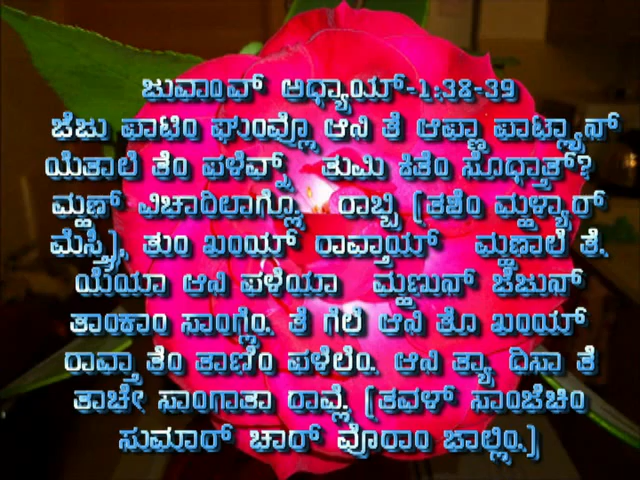 ಜುವಾಂವ್ ಅಧ್ಯಾಯ್-1:38-39
ಜೆಜು ಪಾಟಿಂ ಘುಂವ್ಲೊ ಆನಿ ತೆ ಆಪ್ಣಾ ಪಾಟ್ಲ್ಯಾನ್
ಯೆತಾಲೆ ತೆಂ ಪಳೆವ್ನ್ ತುಮಿ ಕಿತೆಂ ಸೊಧ್ತಾತ್?
ಮ್ಹಣ್ ವಿಚಾರಿಲಾಗ್ಲೊ ರಾಬ್ಬಿ (ತಶೆಂ ಮ್ಹಳ್ಯಾರ್
ಮೆಸ್ತ್ರಿ), ತುಂ ಖಂಯ್ ರಾವ್ತಾಯ್ ಮ್ಹಣಾಲೆ ತೆ.
ಯೆಯಾ ಆನಿ ಪಳೆಯಾ ಮ್ಹಣುನ್ ಜೆಜುನ್
ತಾಂಕಾಂ ಸಾಂಗ್ಲೆಂ. ತೆ ಗೆಲೆ ಆನಿ ತೊ ಖಂಯ್
ರಾವ್ತಾ ತೆಂ ತಾಣಿಂ ಪಳೆಲೆಂ. ಆನಿ ತ್ಯಾ ದಿಸಾ ತೆ
ತಾಚೇ ಸಾಂಗಾತಾ ರಾವ್ಲೆ. (ತವಳ್ ಸಾಂಜೆಚಿಂ
ಸುಮಾರ್ ಚಾರ್ ವೊರಾಂ ಜಾಲ್ಲಿಂ.)